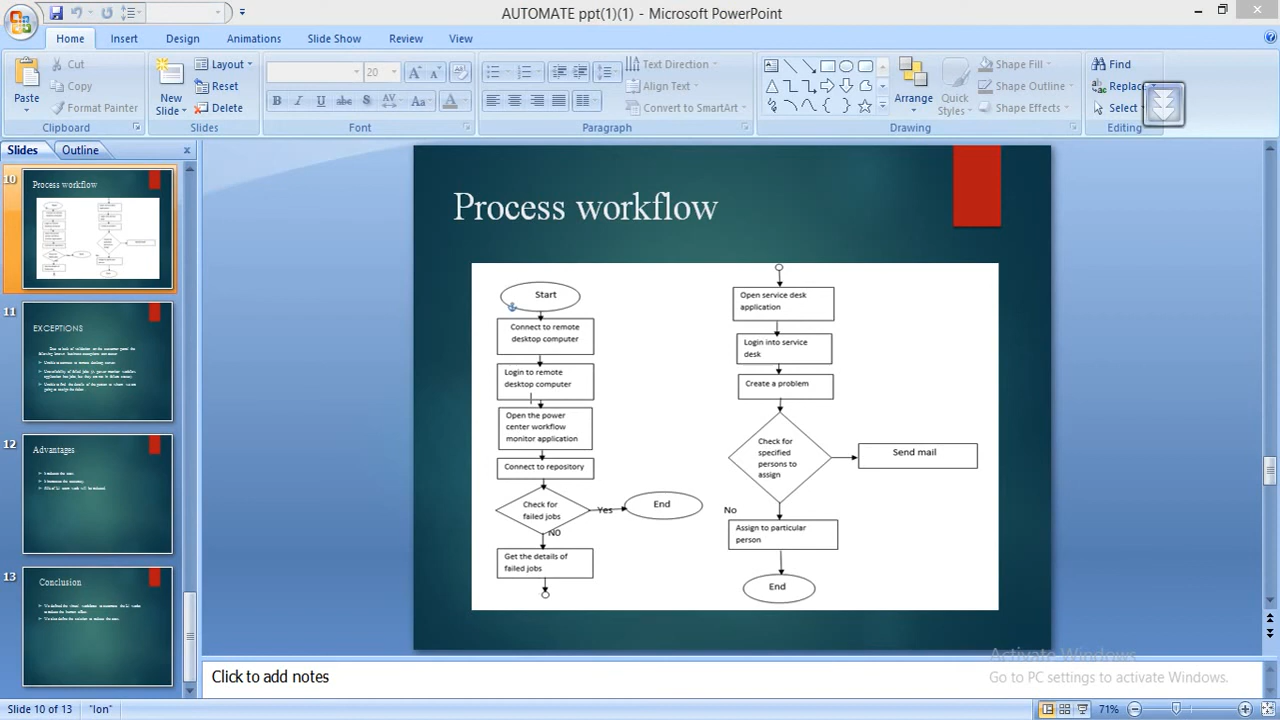 AUTOMATE ppt(1)(1) - Microsoft PowerPoint
Home Insert Design Animations Slide Show Review View
Paste
Cut
Copy
Format Painter
Clipboard
New
Slide
Layout
Reset
Delete
Slides
20
B I U abc S AV Aa A
Font
Text Direction
Align Text
Convert to SmartArt
Paragraph
Arrange
Quick
Styles
Shape Fill
Shape Outline
Shape Effects
Drawing
Find
Replac
Select
Editing
Slides Outline
10
Process workflow
11
EXCEPTIONS
12
Advantages
13
Conclusion
Process workflow
Start
Connect to remote
desktop computer
Login to remote
desktop computer
Open the power
center workflow
monitor application
Connect to repository
Check for
failed jobs
Yes
End
NO
Get the details of
failed jobs
Open service desk
application
Login into service
desk
Create a problem
Check for
specified
persons to
assign
Send mail
No
Assign to particular
person
End
Activate Windows
Go to PC settings to activate Windows.
Click to add notes
Slide 10 of 13 "Ion" 71%